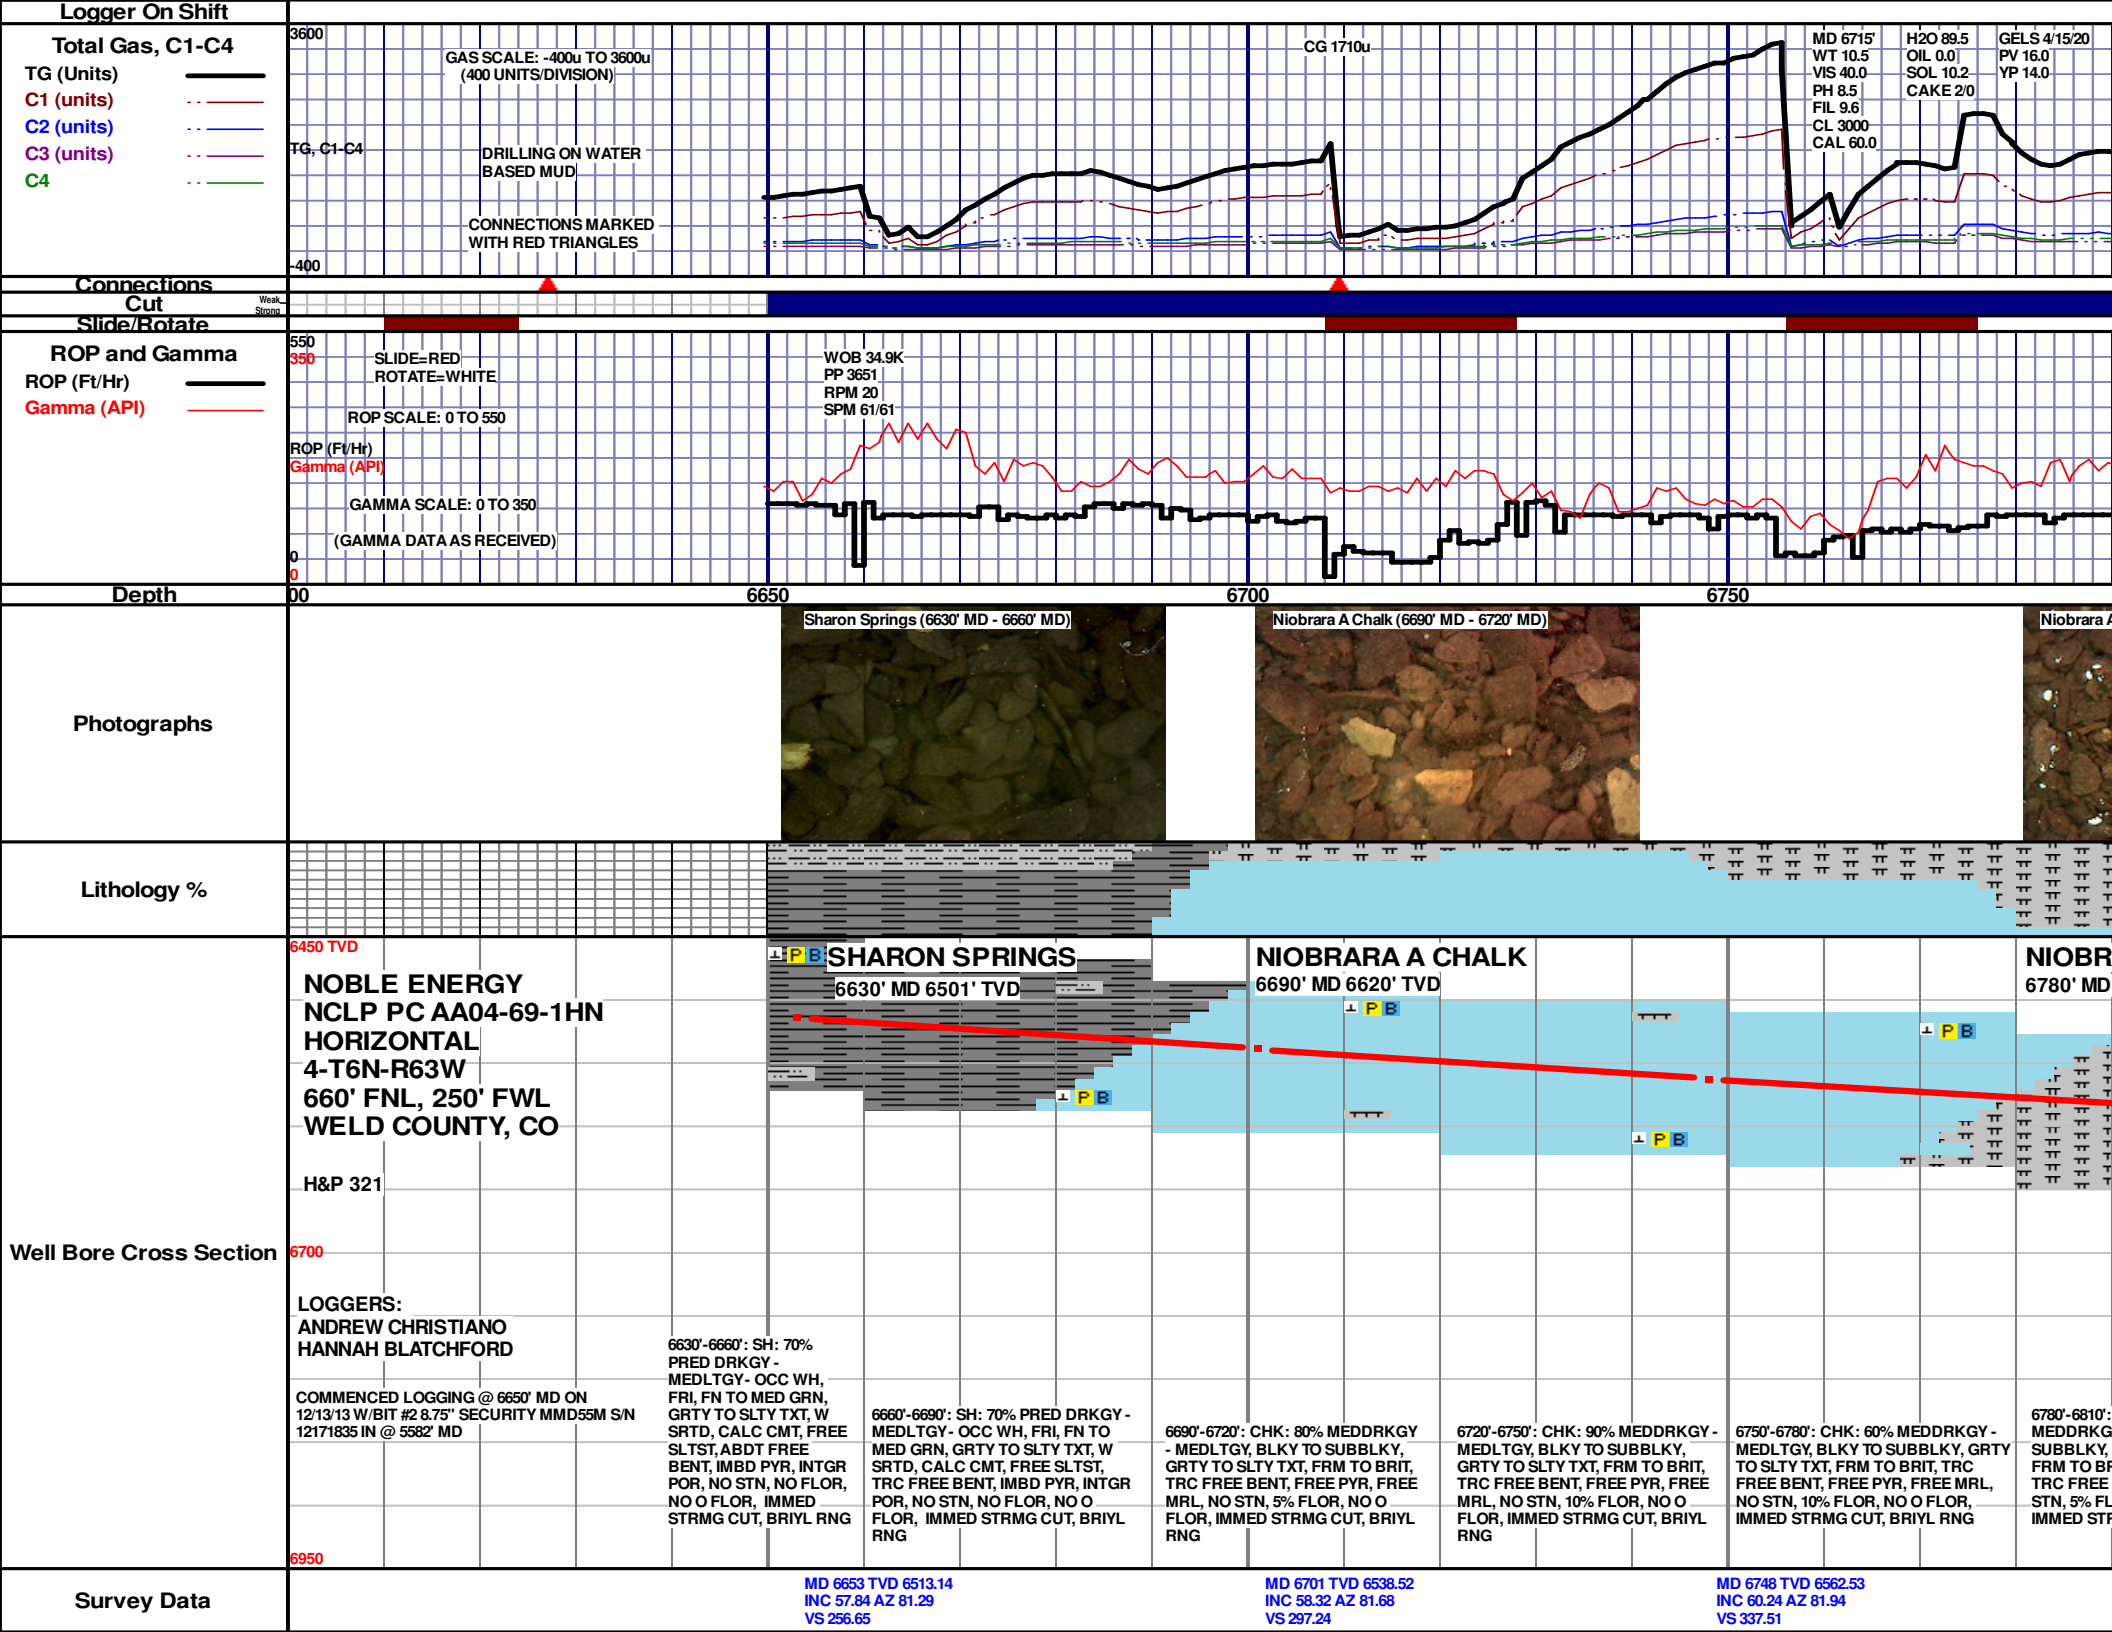 Logger On Shift
Total Gas, C1-C4
TG (Units)
C1 (units)
C2 (units)
C3 (units)
C4
3600
TG, C1-C4
-400
GAS SCALE: -400u TO 3600u
(400 UNITS/DIVISION)
DRILLING ON WATER
BASED MUD
CONNECTIONS MARKED
WITH RED TRIANGLES
CG 1710u
MD 6715'
WT 10.5
VIS 40.0
PH 8.5
FIL 9.6
CL 3000
CAL 60.0
H2O 89.5
OIL 0.0
SOL 10.2
CAKE 2/0
GELS 4/15/20
PV 16.0
YP 14.0
Connections
Cut
Weak
Strong
Slide/Rotate
ROP and Gamma
ROP (Ft/Hr)
Gamma (API)
550
350
SLIDE=RED
ROTATE=WHITE
ROP SCALE: 0 TO 550
ROP (Ft/Hr)
Gamma (API)
GAMMA SCALE: 0 TO 350
(GAMMA DATA AS RECEIVED)
0
0
WOB 34.9K
PP 3651
RPM 20
SPM 61/61
Depth
00
6650
6700
6750
Photographs
Sharon Springs (6630' MD - 6660' MD)
Niobrara A Chalk (6690' MD - 6720' MD)
Niobrara A
Lithology %
Well Bore Cross Section
6450 TVD
6700
6950
NOBLE ENERGY
NCLP PC AA04-69-1HN
HORIZONTAL
4-T6N-R63W
660' FNL, 250' FWL
WELD COUNTY, CO
H&P 321
LOGGERS:
ANDREW CHRISTIANO
HANNAH BLATCHFORD
COMMENCED LOGGING @ 6650' MD ON
12/13/13 W/BIT #2 8.75" SECURITY MMD55M S/N
12171835 IN @ 5582' MD
P B
SHARON SPRINGS
6630' MD 6501' TVD
P B
NIOBRARA A CHALK
6690' MD 6620' TVD
P B
P B
P B
NIOBR
6780' MD
6630'-6660': SH: 70%
PRED DRKGY -
MEDLTGY- OCC WH,
FRI, FN TO MED GRN,
GRTY TO SLTY TXT, W
SRTD, CALC CMT, FREE
SLTST, ABDT FREE
BENT, IMBD PYR, INTGR
POR, NO STN, NO FLOR,
NO O FLOR, IMMED
STRMG CUT, BRIYL RNG
6660'-6690': SH: 70% PRED DRKGY -
MEDLTGY- OCC WH, FRI, FN TO
MED GRN, GRTY TO SLTY TXT, W
SRTD, CALC CMT, FREE SLTST,
TRC FREE BENT, IMBD PYR, INTGR
POR, NO STN, NO FLOR, NO O
FLOR, IMMED STRMG CUT, BRIYL
RNG
6690'-6720': CHK: 80% MEDDRKGY
- MEDLTGY, BLKY TO SUBBLKY,
GRTY TO SLTY TXT, FRM TO BRIT,
TRC FREE BENT, FREE PYR, FREE
MRL, NO STN, 5% FLOR, NO O
FLOR, IMMED STRMG CUT, BRIYL
RNG
6720'-6750': CHK: 90% MEDDRKGY -
MEDLTGY, BLKY TO SUBBLKY,
GRTY TO SLTY TXT, FRM TO BRIT,
TRC FREE BENT, FREE PYR, FREE
MRL, NO STN, 10% FLOR, NO O
FLOR, IMMED STRMG CUT, BRIYL
RNG
6750'-6780': CHK: 60% MEDDRKGY -
MEDLTGY, BLKY TO SUBBLKY, GRTY
TO SLTY TXT, FRM TO BRIT, TRC
FREE BENT, FREE PYR, FREE MRL,
NO STN, 10% FLOR, NO O FLOR,
IMMED STRMG CUT, BRIYL RNG
6780'-6810':
MEDDRKG
SUBBLKY,
FRM TO BR
TRC FREE
STN, 5% FL
IMMED STR
Survey Data
MD 6653 TVD 6513.14
INC 57.84 AZ 81.29
VS 256.65
MD 6701 TVD 6538.52
INC 58.32 AZ 81.68
VS 297.24
MD 6748 TVD 6562.53
INC 60.24 AZ 81.94
VS 337.51